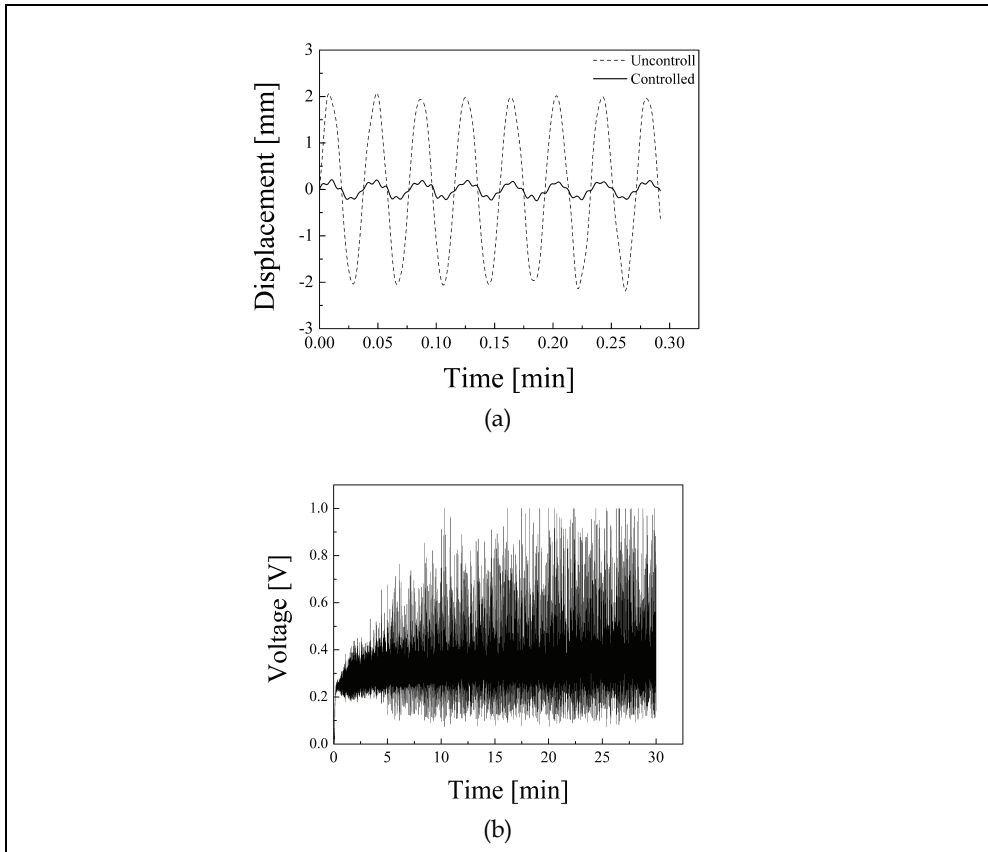 3
2
1
0
-1
-2
-3
Displacement [mm]
Uncontroll
Controlled
0.00 0.05 0.10 0.15 0.20 0.25 0.30
Time [min]
(a)
1.0
0.8
0.6
0.4
0.2
0.0
Voltage [V]
0 5 10 15 20 25 30
Time [min]
(b)